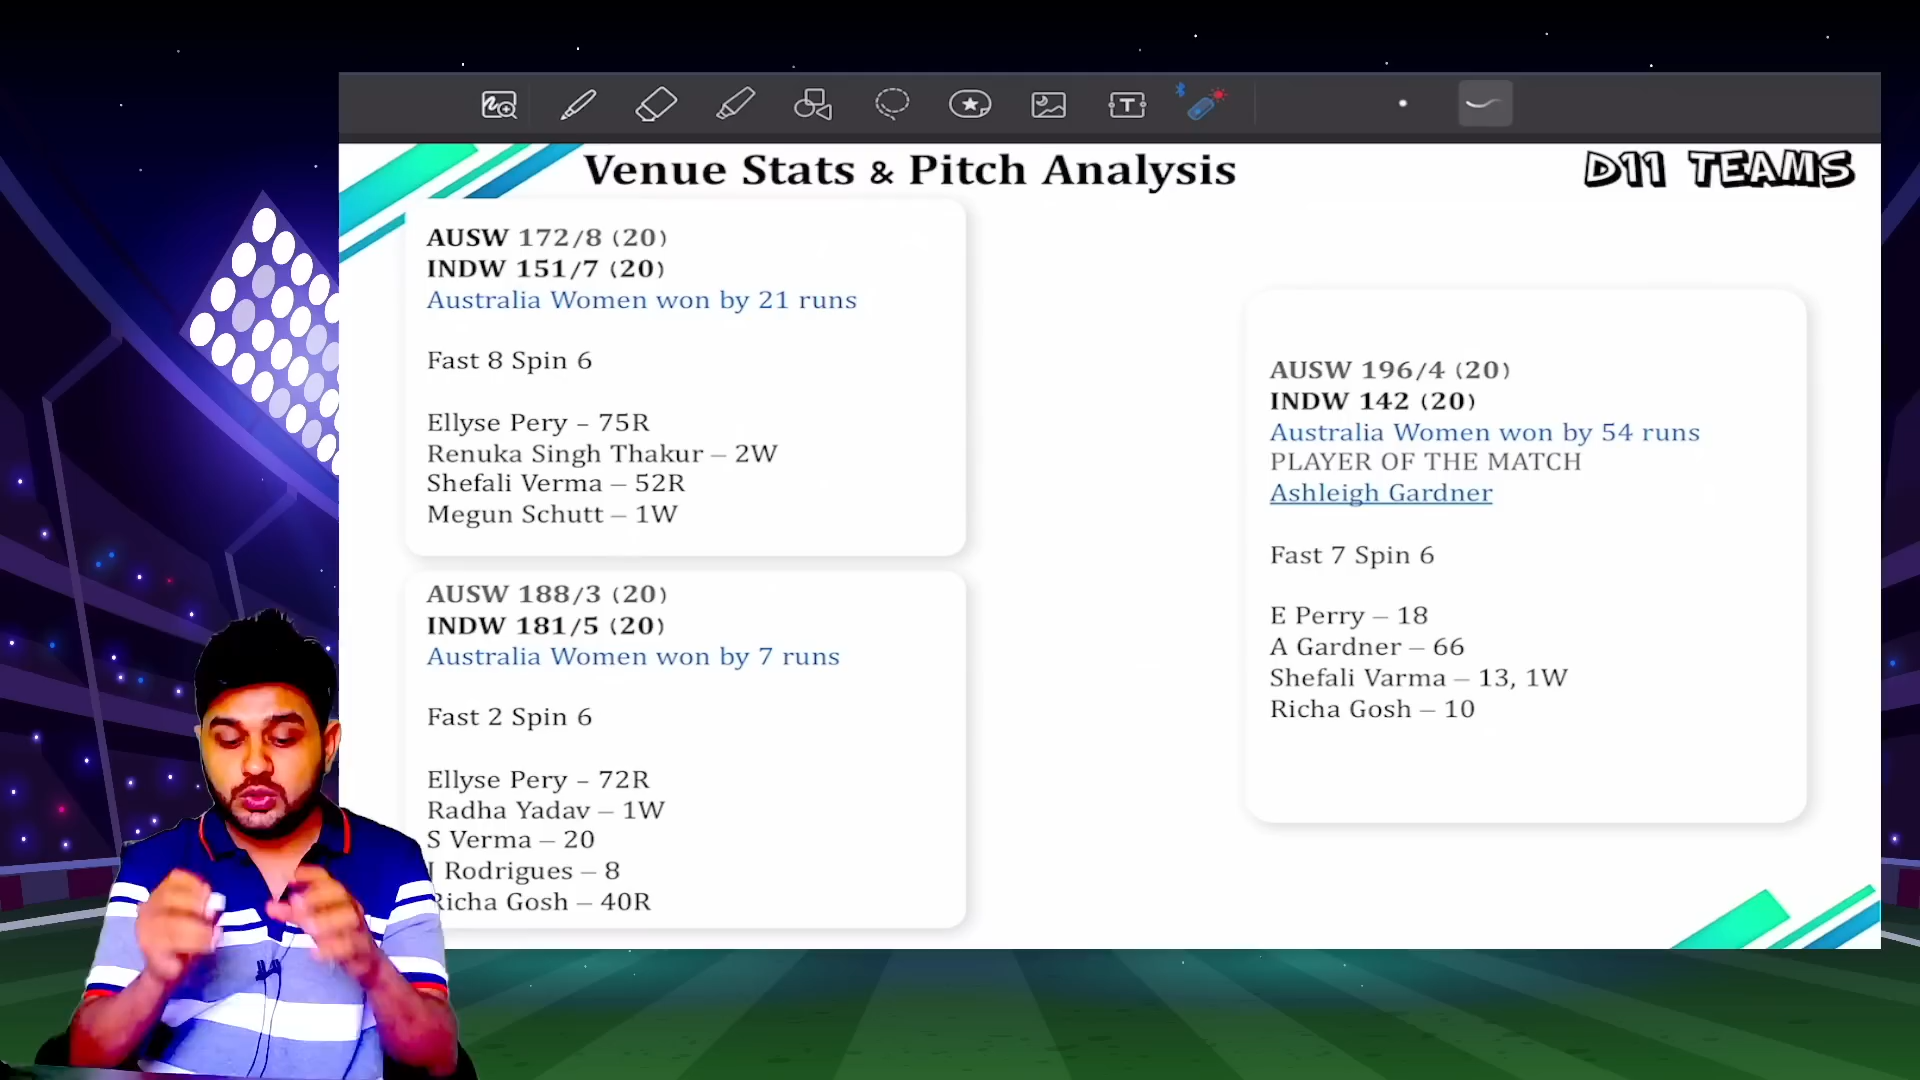 Venue Stats & Pitch Analysis
D11 TEAMS
AUSW 172/8 (20)
INDW 151/7 (20)
Australia Women won by 21 runs
Fast 8 Spin 6
Ellyse Pery – 75R
Renuka Singh Thakur – 2W
Shefali Verma – 52R
Megun Schutt – 1W
AUSW 188/3 (20)
INDW 181/5 (20)
Australia Women won by 7 runs
Fast 2 Spin 6
Ellyse Pery – 72R
Radha Yadav – 1W
S Verma – 20
Rodrigues – 8
Richa Gosh – 40R
AUSW 196/4 (20)
INDW 142 (20)
Australia Women won by 54 runs
PLAYER OF THE MATCH
Ashleigh Gardner
Fast 7 Spin 6
E Perry – 18
A Gardner – 66
Shefali Varma – 13, 1W
Richa Gosh – 10